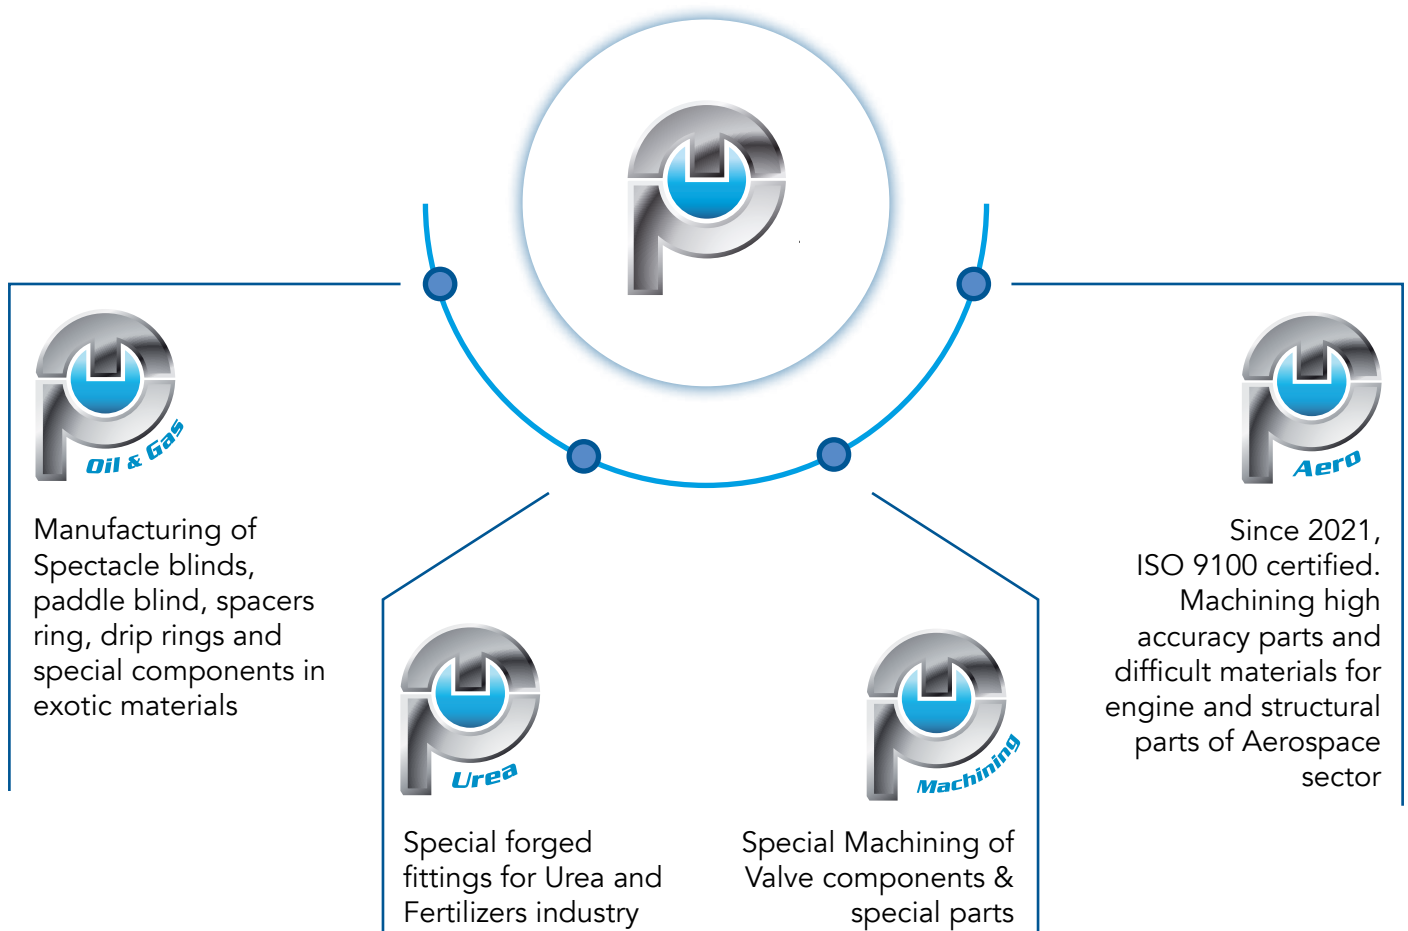 Oil & Gas
Manufacturing of
Spectacle blinds,
paddle blind, spacers
ring, drip rings and
special components in
exotic materials
Urea
Special forged
fittings for Urea and
Fertilizers industry
Machining
Special Machining of
Valve components &
special parts
Aero
Since 2021,
ISO 9100 certified.
Machining high
accuracy parts and
difficult materials for
engine and structural
parts of Aerospace
sector